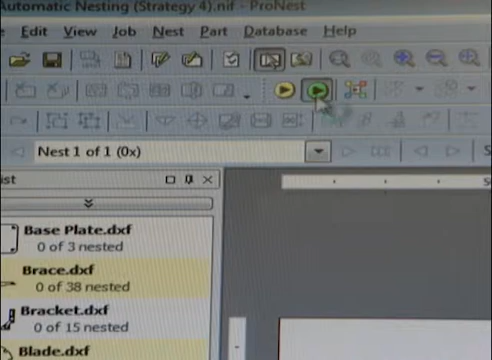 Automatic Nesting (Strategy 4).nif - ProNest
Edit View Job Nest Part Database Help
Nest 1 of 1 (0x)
ist
Base Plate.dxf
0 of 3 nested
Brace.dxf
0 of 38 nested
Bracket.dxf
0 of 15 nested
Blade.dxf